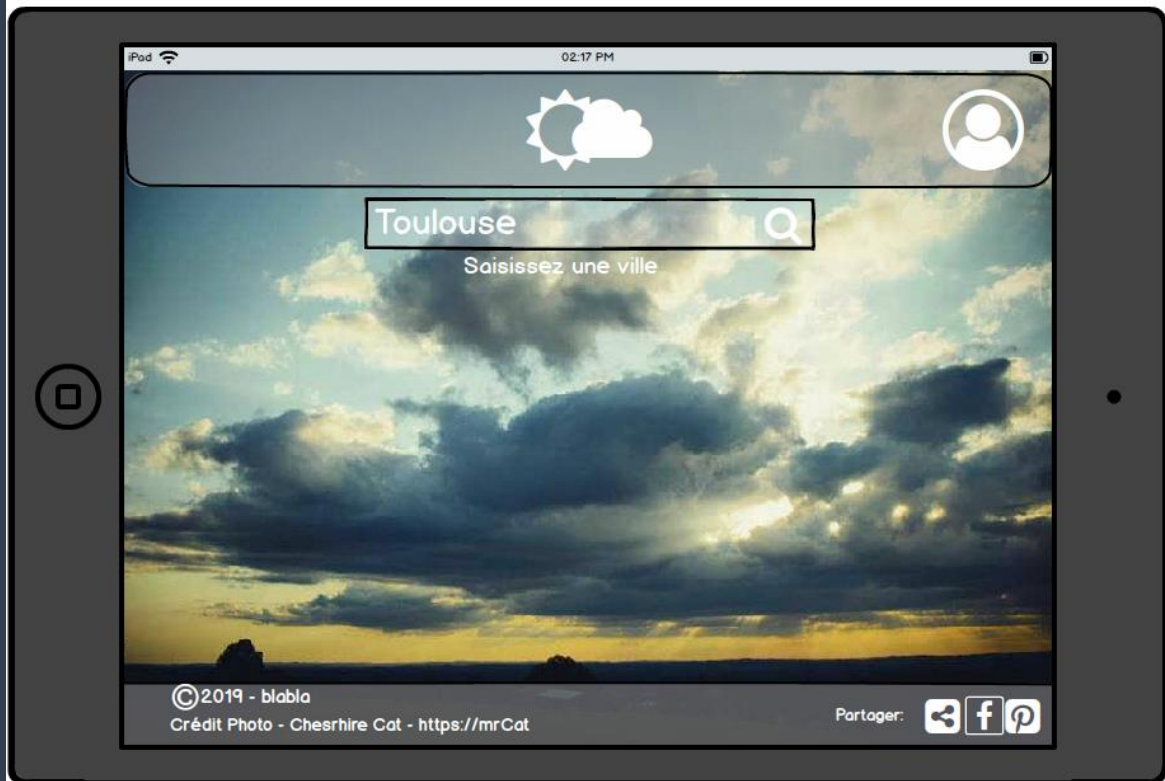 iPad
02:17 PM
Toulouse
Saisissez une ville
©2019 - blabla
Crédit Photo - Chesrhire Cat - https://mrCat
Partager: